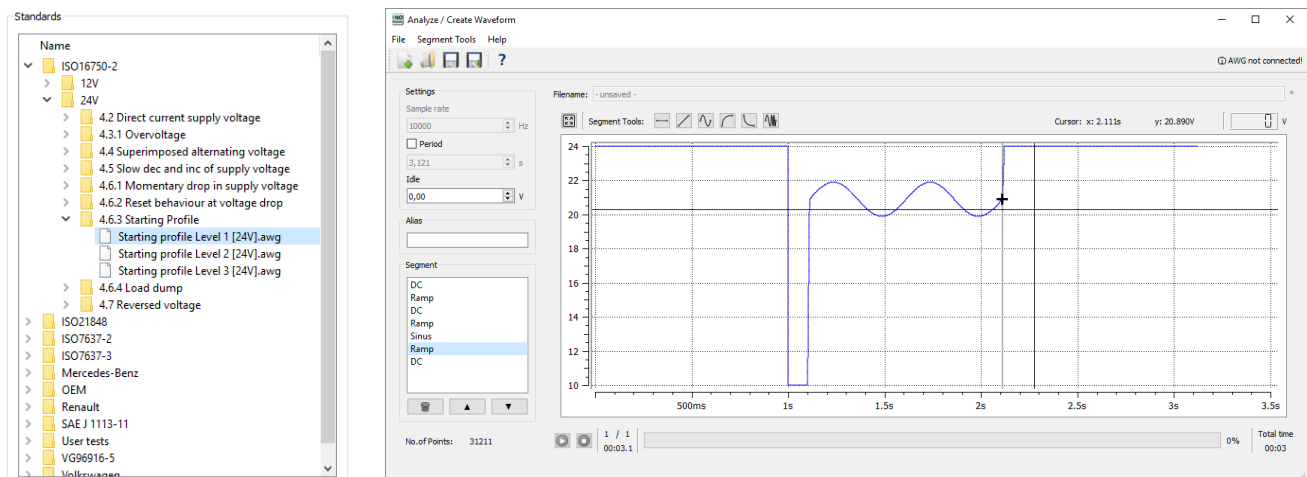 Standards
Name
ISO16750-2
12V
24V
4.2 Direct current supply voltage
4.3.1 Overvoltage
4.4 Superimposed alternating voltage
4.5 Slow dec and inc of supply voltage
4.6.1 Momentary drop in supply voltage
4.6.2 Reset behaviour at voltage drop
4.6.3 Starting Profile
Starting profile Level 1 [24V].awg
Starting profile Level 2 [24V].awg
Starting profile Level 3 [24V].awg
4.6.4 Load dump
4.7 Reversed voltage
ISO21848
ISO7637-2
ISO7637-3
Mercedes-Benz
OEM
Renault
SAE J 1113-11
User tests
VG96916-5
Volkswagen
Analyze / Create Waveform
File Segment Tools Help
AWG not connected!
Settings
Sample rate
10000 Hz
Period
3,121 s
Idle
0,00 V
Alias
Segment
DC
Ramp
DC
Ramp
Sinus
Ramp
DC
No.of Points: 31211
Filename: - unsaved - *
Segment Tools:
Cursor: x: 2.111s y: 20.890V
0 V
24
22
20
18
16
14
12
10
500ms 1s 1.5s 2s 2.5s 3s 3.5s
1 / 1
00:03.1
0%
Total time
00:03